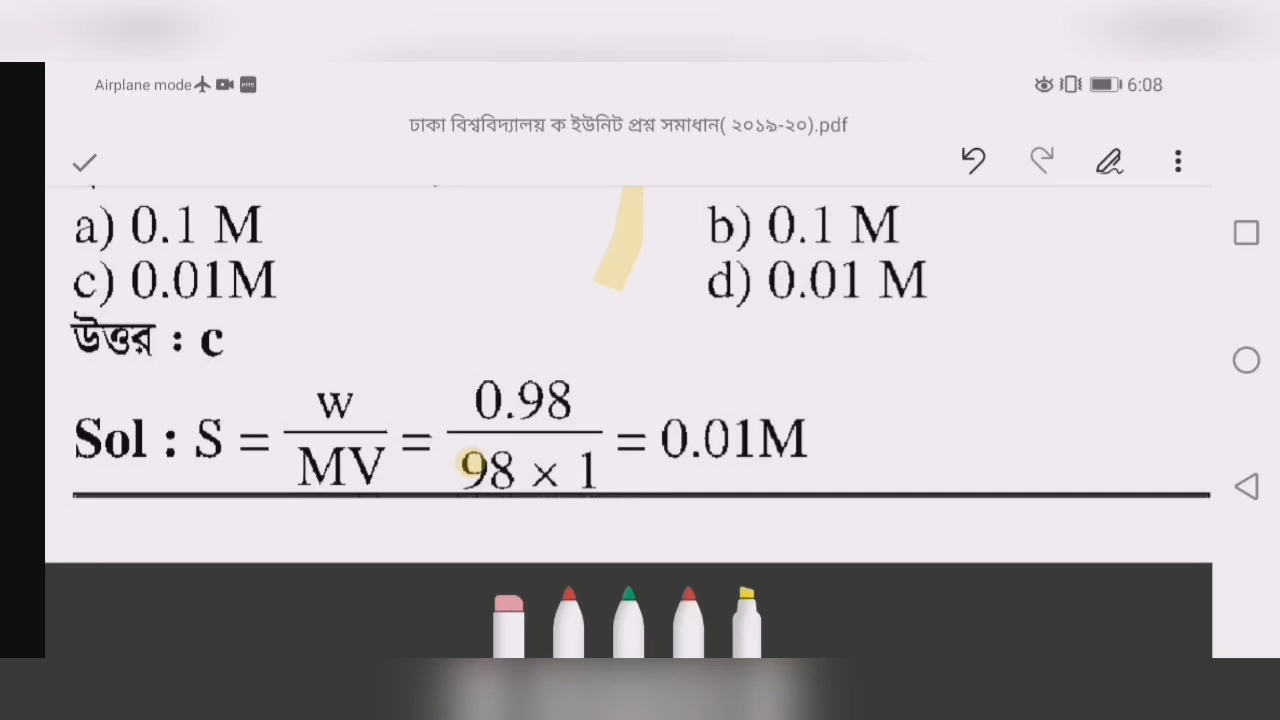 Airplane mode 6:08
ঢাকা বিশ্ববিদ্যালয় ক ইউনিট প্রশ্ন সমাধান( ২০১৯-২০).pdf
a) 0.1 M b) 0.1 M
c) 0.01M d) 0.01 M
উত্তর : c
Sol : S = w / MV = 0.98 / 98 × 1 = 0.01M